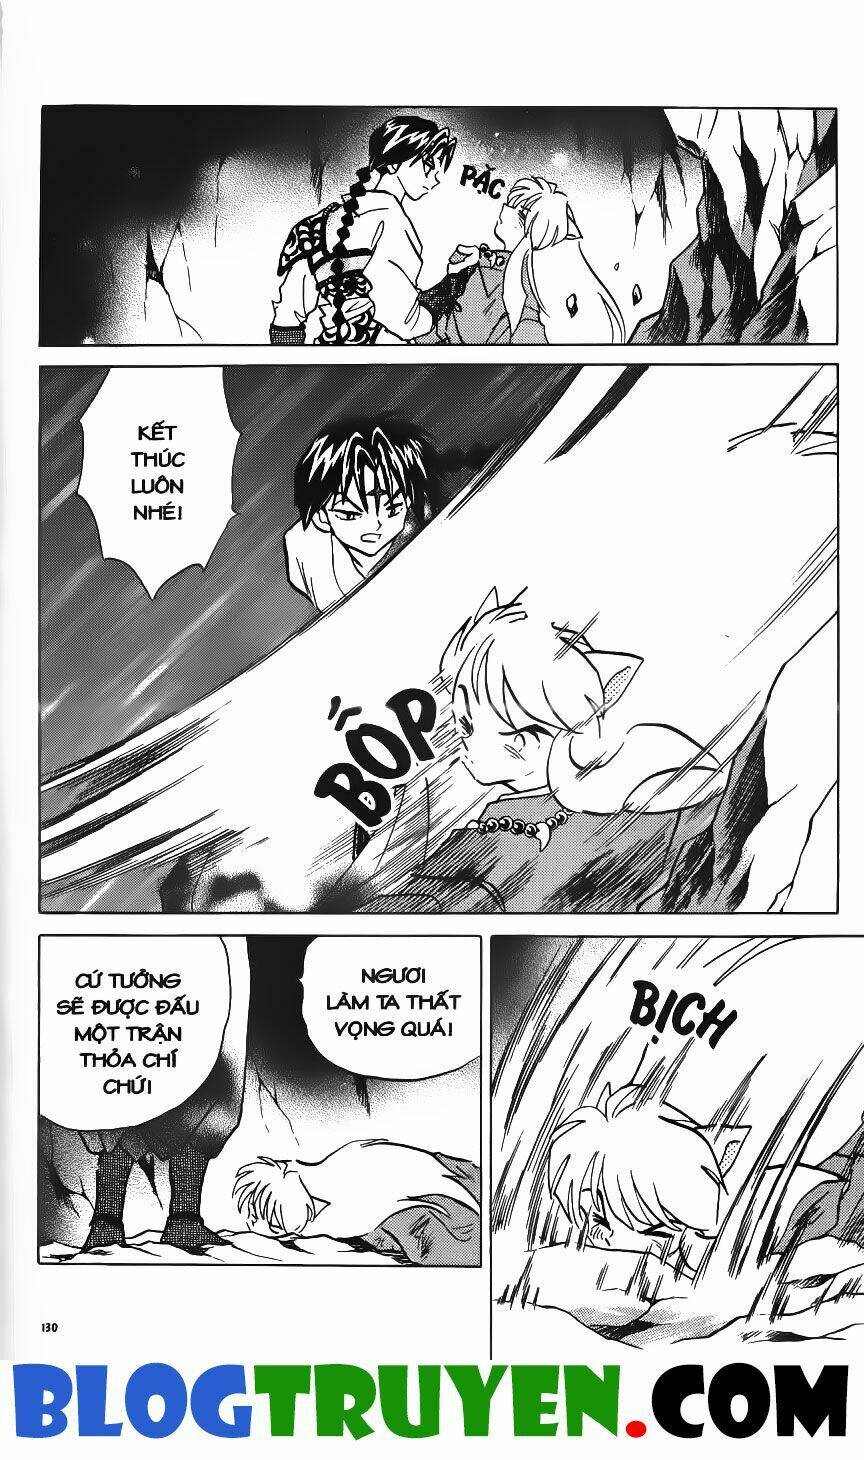 PẶC
KẾT
THÚC
LUÔN
NHÉ!
BỐP
BỊCH
NGƯƠI
LÀM TA THẤT
VỌNG QUÁ!
CỨ TƯỞNG
SẼ ĐƯỢC ĐẤU
MỘT TRẬN
THỎA CHÍ
CHỨ!
130
BLOGTRUYEN.COM